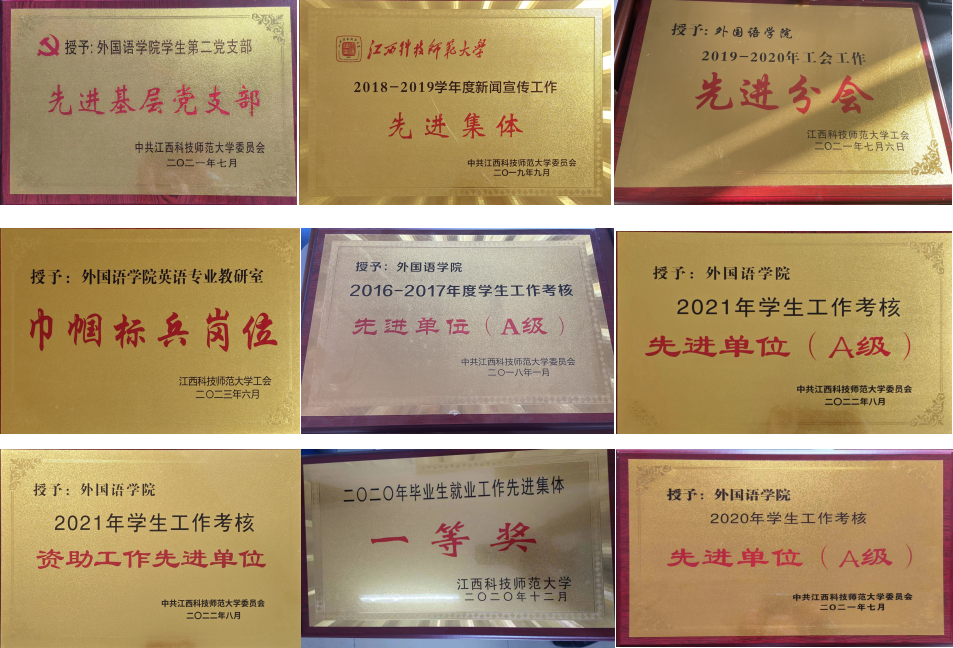 授予: 外国语学院学生第二党支部
先进基层党支部
中共江西科技师范大学委员会
二〇二一年七月
江西科技师范大学
2018-2019学年度新闻宣传工作
先进集体
中共江西科技师范大学委员会
二〇一九年九月
授予: 外国语学院
2019-2020年工会工作
先进分会
江西科技师范大学工会
二〇二一年七月六日
授予: 外国语学院英语专业教研室
巾帼标兵岗位
江西科技师范大学工会
二〇二三年六月
授予: 外国语学院
2016-2017年度学生工作考核
先进单位（A级）
中共江西科技师范大学委员会
二〇一八年一月
授予: 外国语学院
2021年学生工作考核
先进单位（A级）
中共江西科技师范大学委员会
二〇二二年八月
授予: 外国语学院
2021年学生工作考核
资助工作先进单位
中共江西科技师范大学委员会
二〇二二年八月
二〇二〇年毕业生就业工作先进集体
一等奖
江西科技师范大学
二〇二〇年十二月
授予: 外国语学院
2020年学生工作考核
先进单位（A级）
中共江西科技师范大学委员会
二〇二一年七月